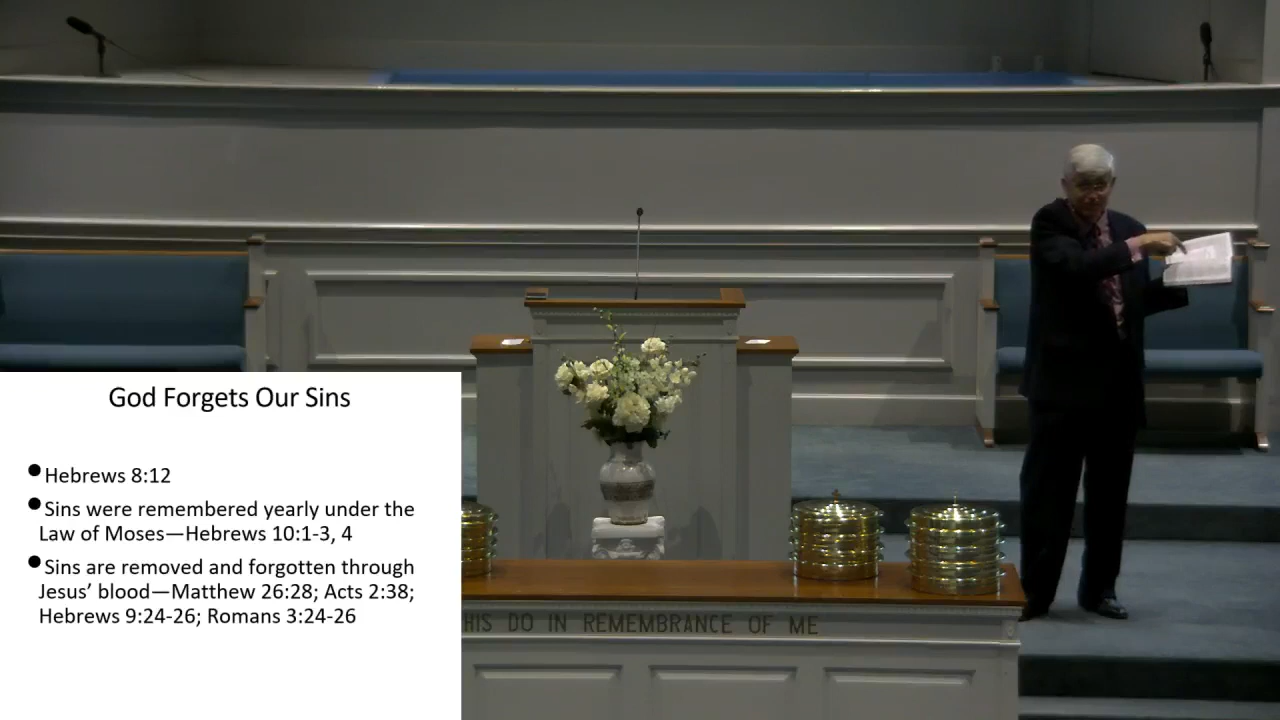 God Forgets Our Sins
Hebrews 8:12
Sins were remembered yearly under the
Law of Moses—Hebrews 10:1-3, 4
Sins are removed and forgotten through
Jesus’ blood—Matthew 26:28; Acts 2:38;
Hebrews 9:24-26; Romans 3:24-26
HIS DO IN REMEMBRANCE OF ME